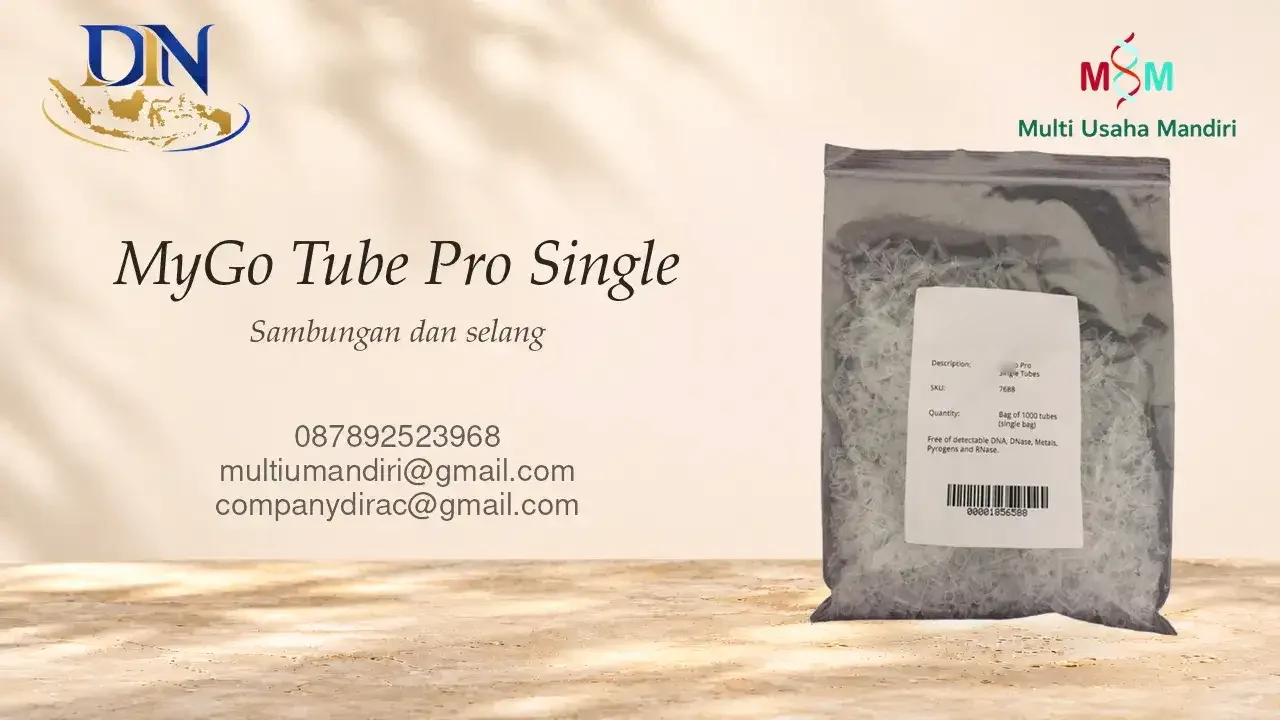 DIN
M M
Multi Usaha Mandiri
MyGo Tube Pro Single
Sambungan dan selang
087892523968
multiumandiri@gmail.com
companydirac@gmail.com
Description: Pro
Single Tubes
SKU: 7688
Quantity: Bag of 1000 tubes
(single bag)
Free of detectable DNA, DNase, Metals,
Pyrogens and RNase.
00001856588